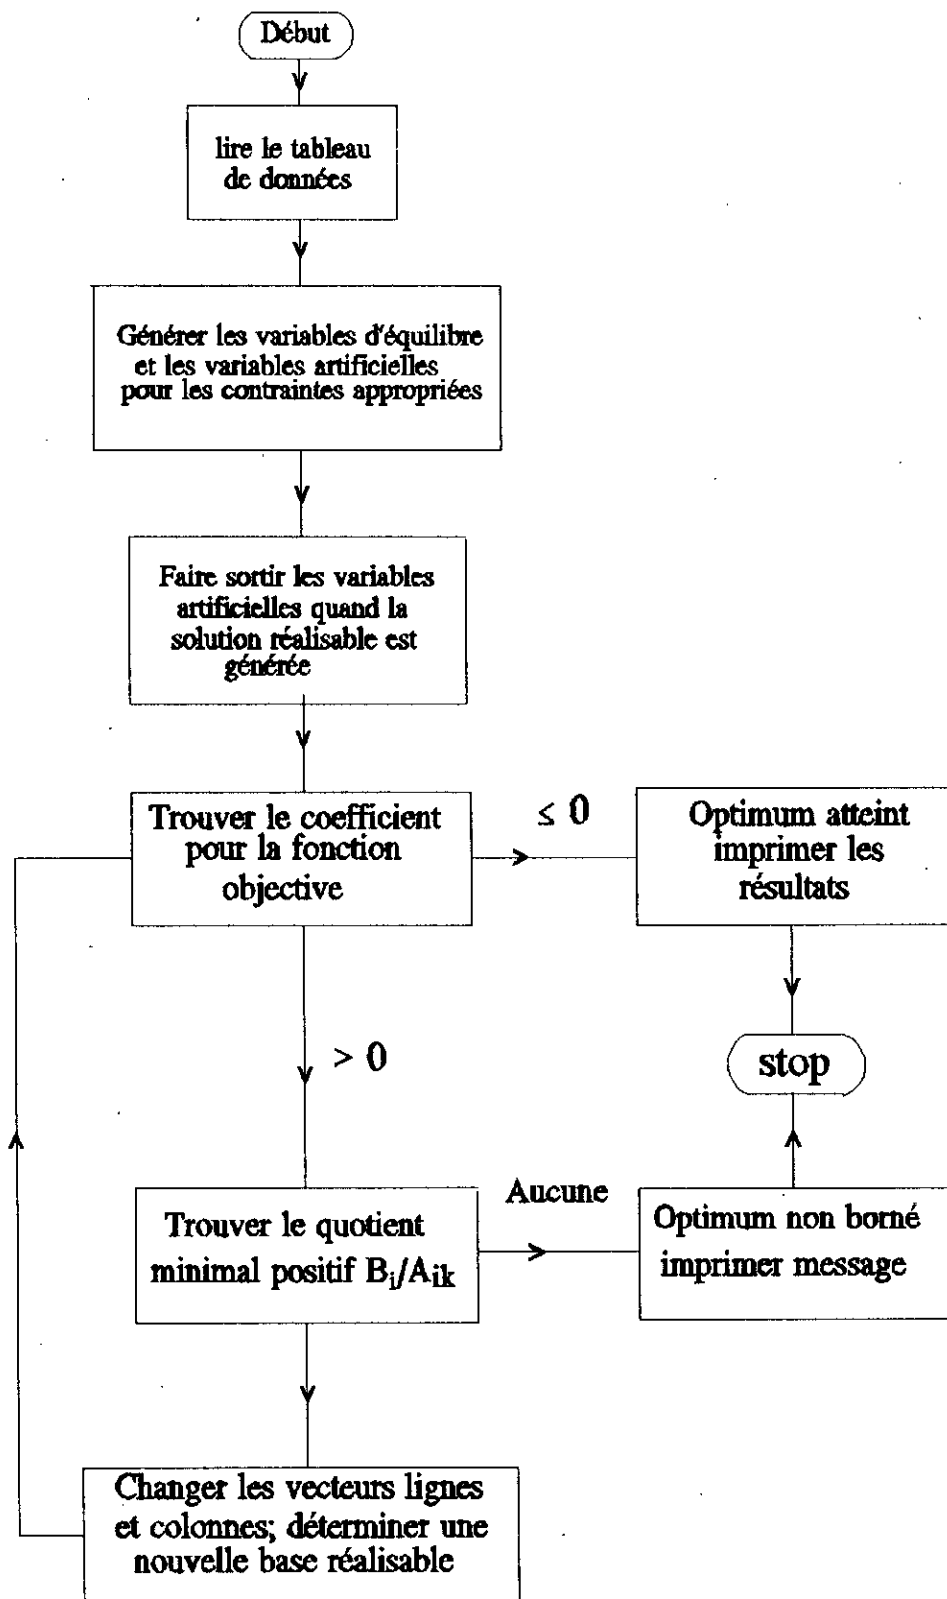 Début
lire le tableau
de données
Générer les variables d'équilibre
et les variables artificielles
pour les contraintes appropriées
Faire sortir les variables
artificielles quand la
solution réalisable est
générée
Trouver le coefficient
pour la fonction
objective
≤ 0
Optimum atteint
imprimer les
résultats
> 0
stop
Trouver le quotient
minimal positif Bi/Aik
Aucune
Optimum non borné
imprimer message
Changer les vecteurs lignes
et colonnes; déterminer une
nouvelle base réalisable